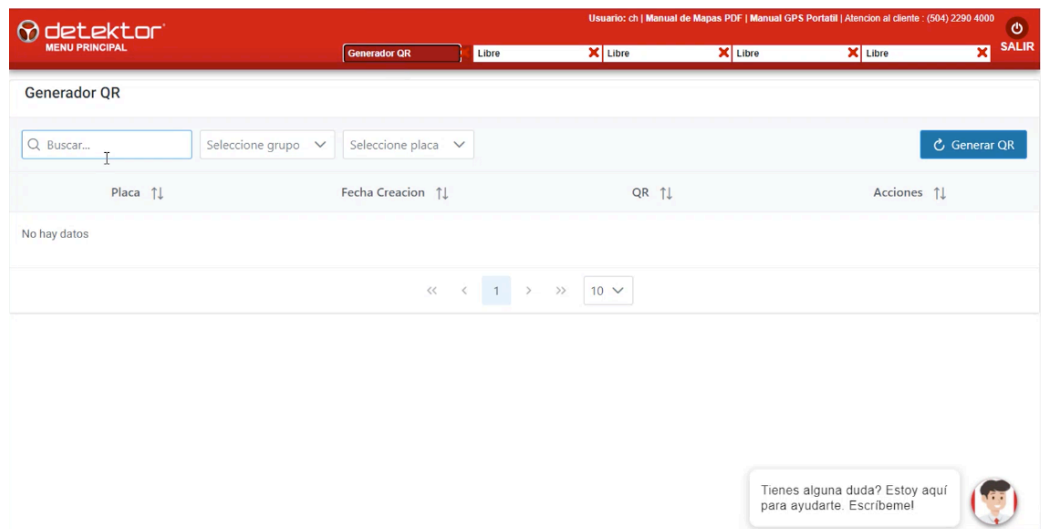 Usuario: ch | Manual de Mapas PDF | Manual GPS Portatil | Atencion al cliente : (504) 2290 4000
detektor
MENU PRINCIPAL
Generador QR Libre Libre Libre Libre SALIR
Generador QR
Buscar... Seleccione grupo Seleccione placa Generar QR
Placa Fecha Creacion QR Acciones
No hay datos
<< < 1 > >> 10
Tienes alguna duda? Estoy aquí
para ayudarte. Escríbeme!